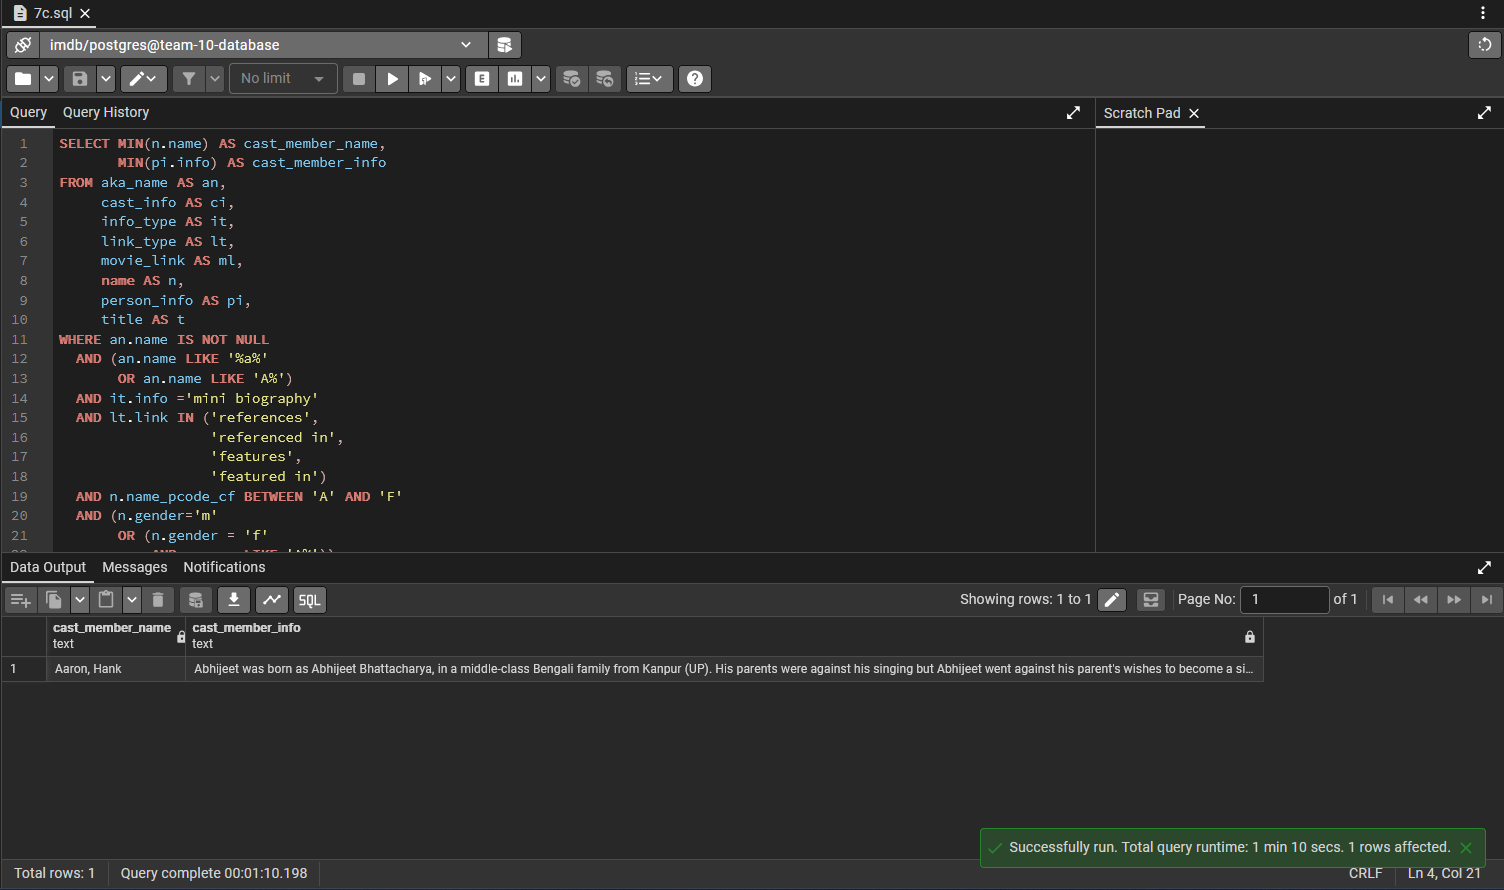 7c.sql
imdb/postgres@team-10-database
No limit
E
Query Query History
Scratch Pad
1 SELECT MIN(n.name) AS cast_member_name,
2 MIN(pi.info) AS cast_member_info
3 FROM aka_name AS an,
4 cast_info AS ci,
5 info_type AS it,
6 link_type AS lt,
7 movie_link AS ml,
8 name AS n,
9 person_info AS pi,
10 title AS t
11 WHERE an.name IS NOT NULL
12 AND (an.name LIKE '%a%'
13 OR an.name LIKE 'A%')
14 AND it.info ='mini biography'
15 AND lt.link IN ('references',
16 'referenced in',
17 'features',
18 'featured in')
19 AND n.name_pcode_cf BETWEEN 'A' AND 'F'
20 AND (n.gender='m'
21 OR (n.gender = 'f'
Data Output Messages Notifications
SQL
Showing rows: 1 to 1
Page No: 1 of 1
cast_member_name
text
cast_member_info
text
1 Aaron, Hank Abhijeet was born as Abhijeet Bhattacharya, in a middle-class Bengali family from Kanpur (UP). His parents were against his singing but Abhijeet went against his parent's wishes to become a si...
Successfully run. Total query runtime: 1 min 10 secs. 1 rows affected.
Total rows: 1 Query complete 00:01:10.198 CRLF Ln 4, Col 21